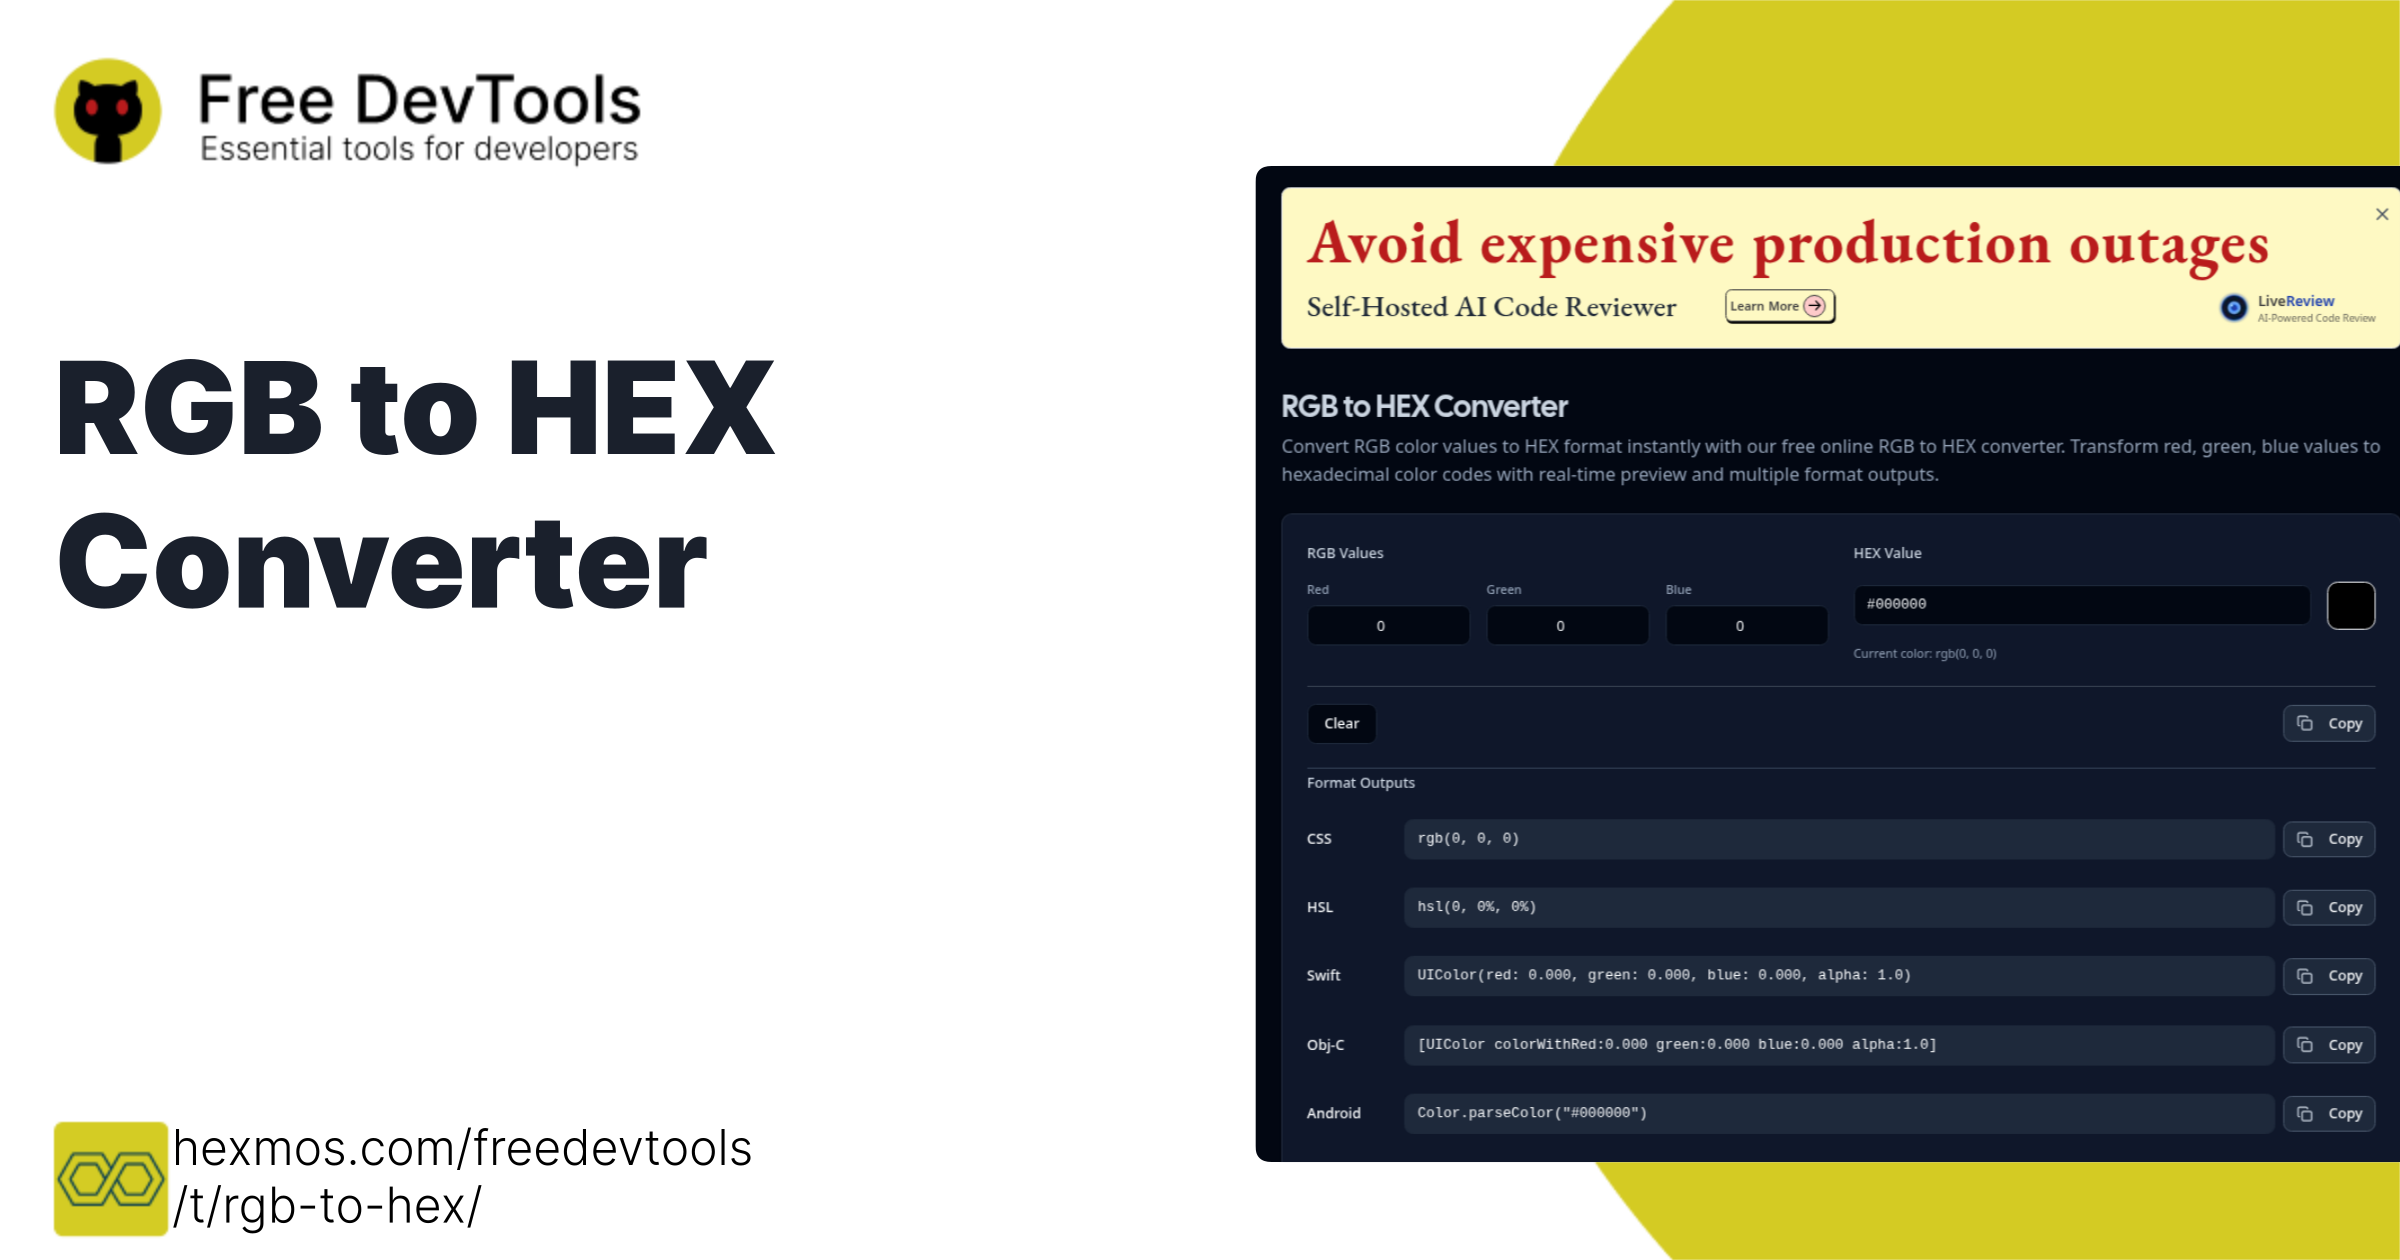 Free DevTools
Essential tools for developers
RGB to HEX
Converter
hexmos.com/freedevtools
/t/rgb-to-hex/
Avoid expensive production outages
Self-Hosted AI Code Reviewer
Learn More
LiveReview
AI-Powered Code Review
RGB to HEX Converter
Convert RGB color values to HEX format instantly with our free online RGB to HEX converter. Transform red, green, blue values to
hexadecimal color codes with real-time preview and multiple format outputs.
RGB Values
HEX Value
Red
Green
Blue
0
0
0
#000000
Current color: rgb(0, 0, 0)
Clear
Copy
Format Outputs
CSS
rgb(0, 0, 0)
Copy
HSL
hsl(0, 0%, 0%)
Copy
Swift
UIColor(red: 0.000, green: 0.000, blue: 0.000, alpha: 1.0)
Copy
Obj-C
[UIColor colorWithRed:0.000 green:0.000 blue:0.000 alpha:1.0]
Copy
Android
Color.parseColor("#000000")
Copy